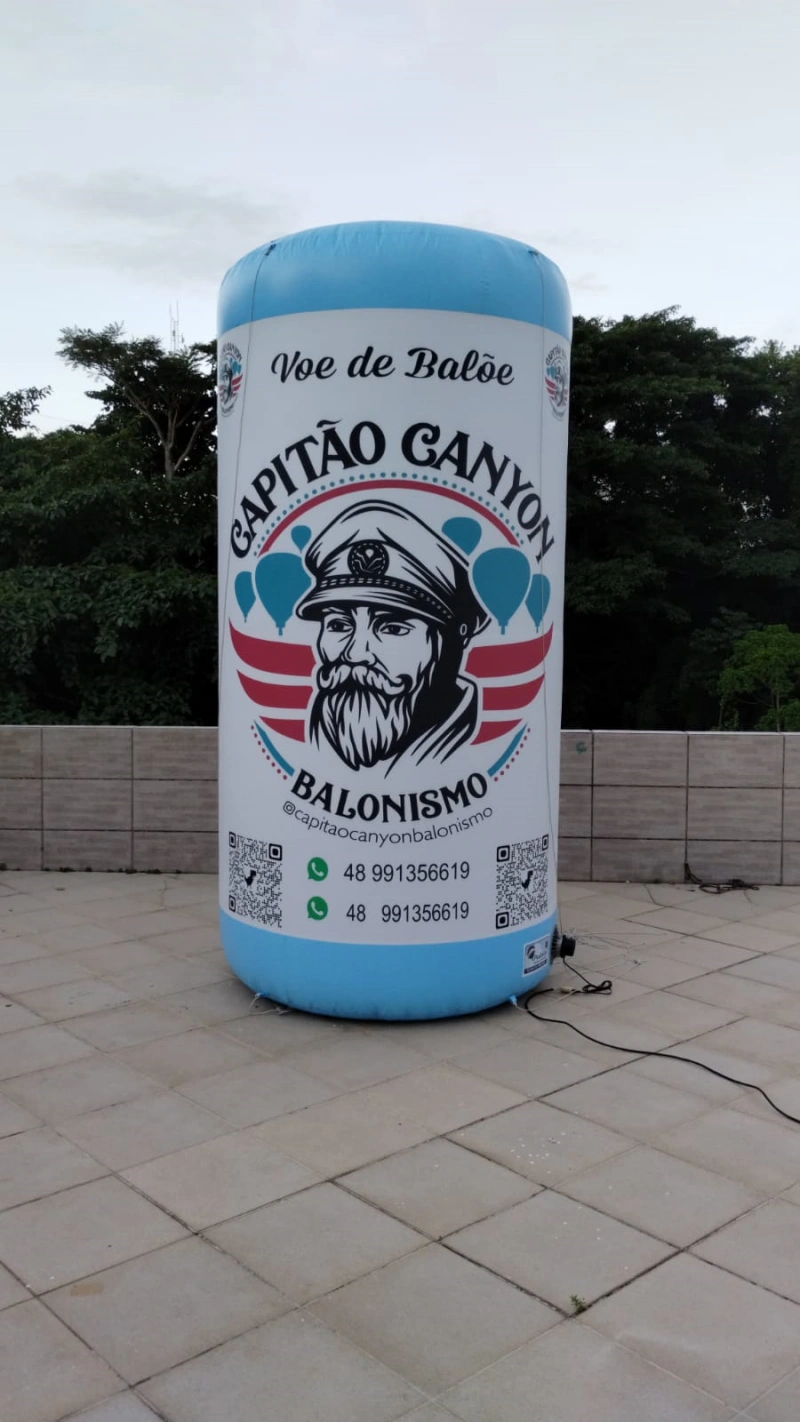 Voe de Balõe
CAPITÃO CANYON
BALONISMO
@capitaocanyonbalonismo
48 991356619
48 991356619